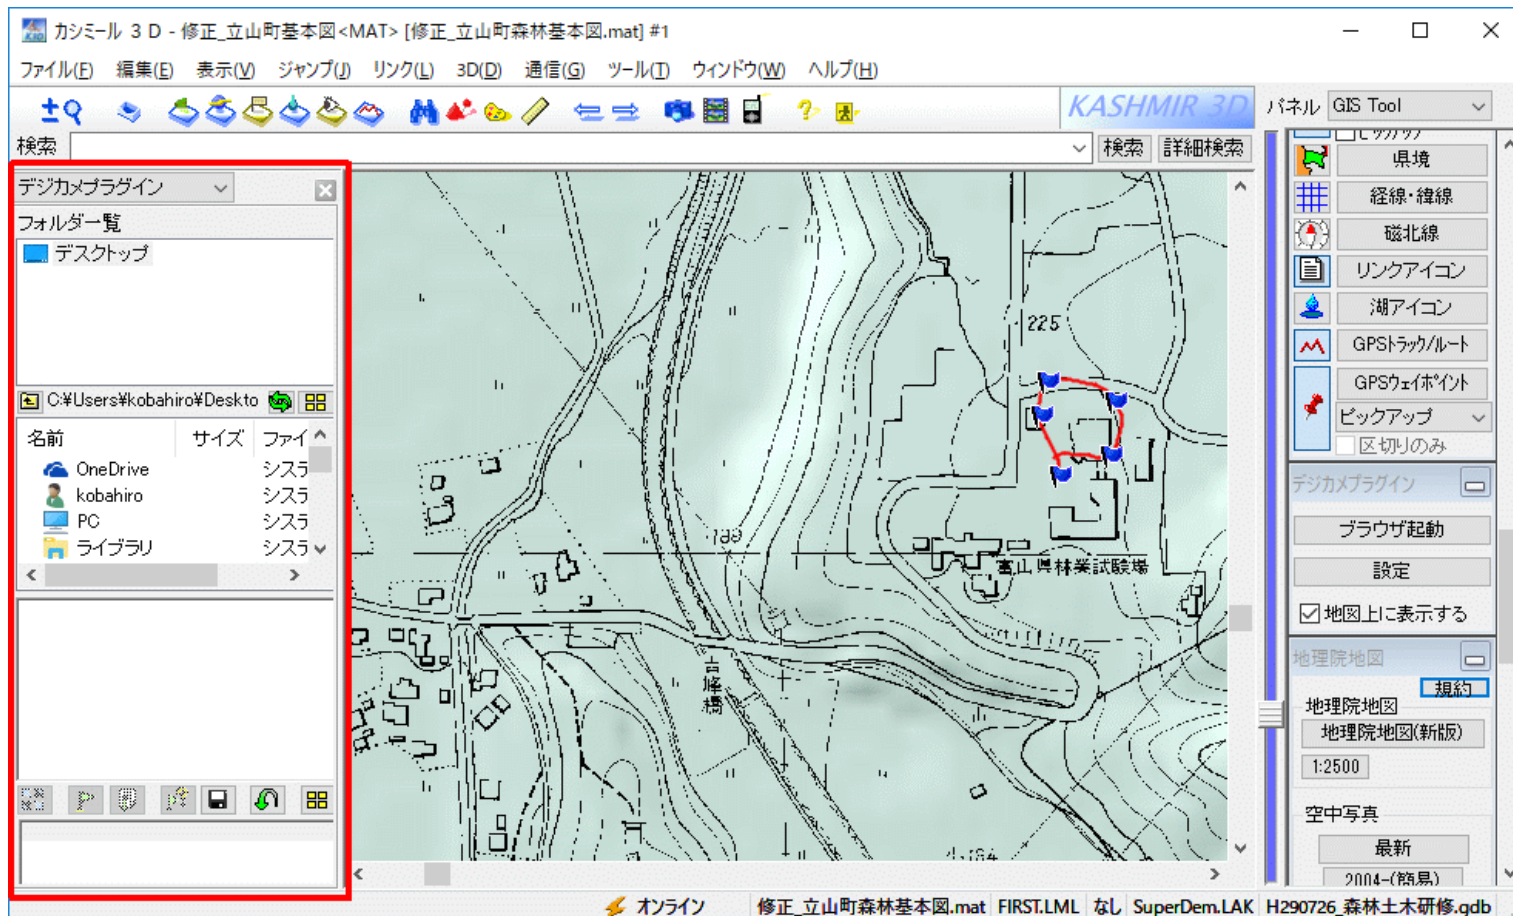 カシミール 3D - 修正_立山町基本図<MAT> [修正_立山町森林基本図.mat] #1
ファイル(F) 編集(E) 表示(V) ジャンプ(J) リンク(L) 3D(D) 通信(G) ツール(T) ウィンドウ(W) ヘルプ(H)
KASHMIR 3D
検索 検索 詳細検索
デジカメプラグイン
フォルダ一覧
デスクトップ
C:¥Users¥kobahiro¥Deskto
名前 サイズ ファイ
OneDrive システ
kobahiro システ
PC システ
ライブラリ システ
225
199
富山県林業試験場
吉峰橋
パネル GIS Tool
ピックアップ
県境
経線・緯線
磁北線
リンクアイコン
湖アイコン
GPSトラック/ルート
GPSウェイポイント
ピックアップ
区切りのみ
デジカメプラグイン
ブラウザ起動
設定
地図上に表示する
地理院地図
規約
地理院地図
地理院地図(新版)
1:2500
空中写真
最新
2004-(簡易)
オンライン 修正_立山町森林基本図.mat FIRST.LML なし SuperDem.LAK H290726_森林土木研修.gdb